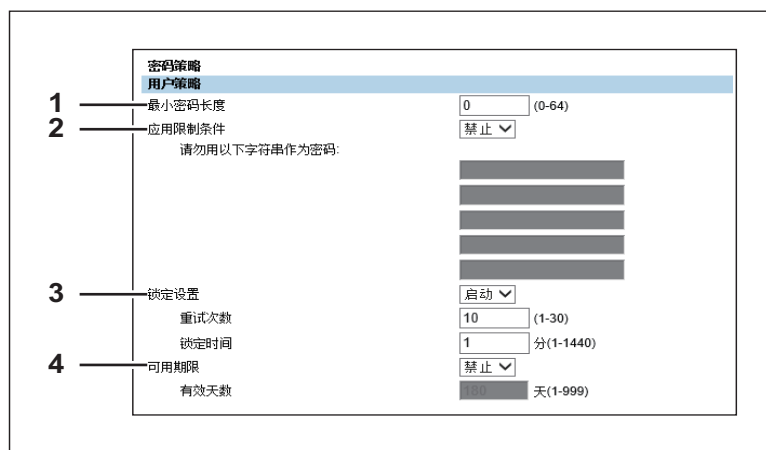 密码策略
用户策略
1 最小密码长度 0 (0-64)
2 应用限制条件 禁止
请勿用以下字符串作为密码:
3 锁定设置 启动
重试次数 10 (1-30)
锁定时间 1 分(1-1440)
4 可用期限 禁止
有效天数 180 天(1-999)